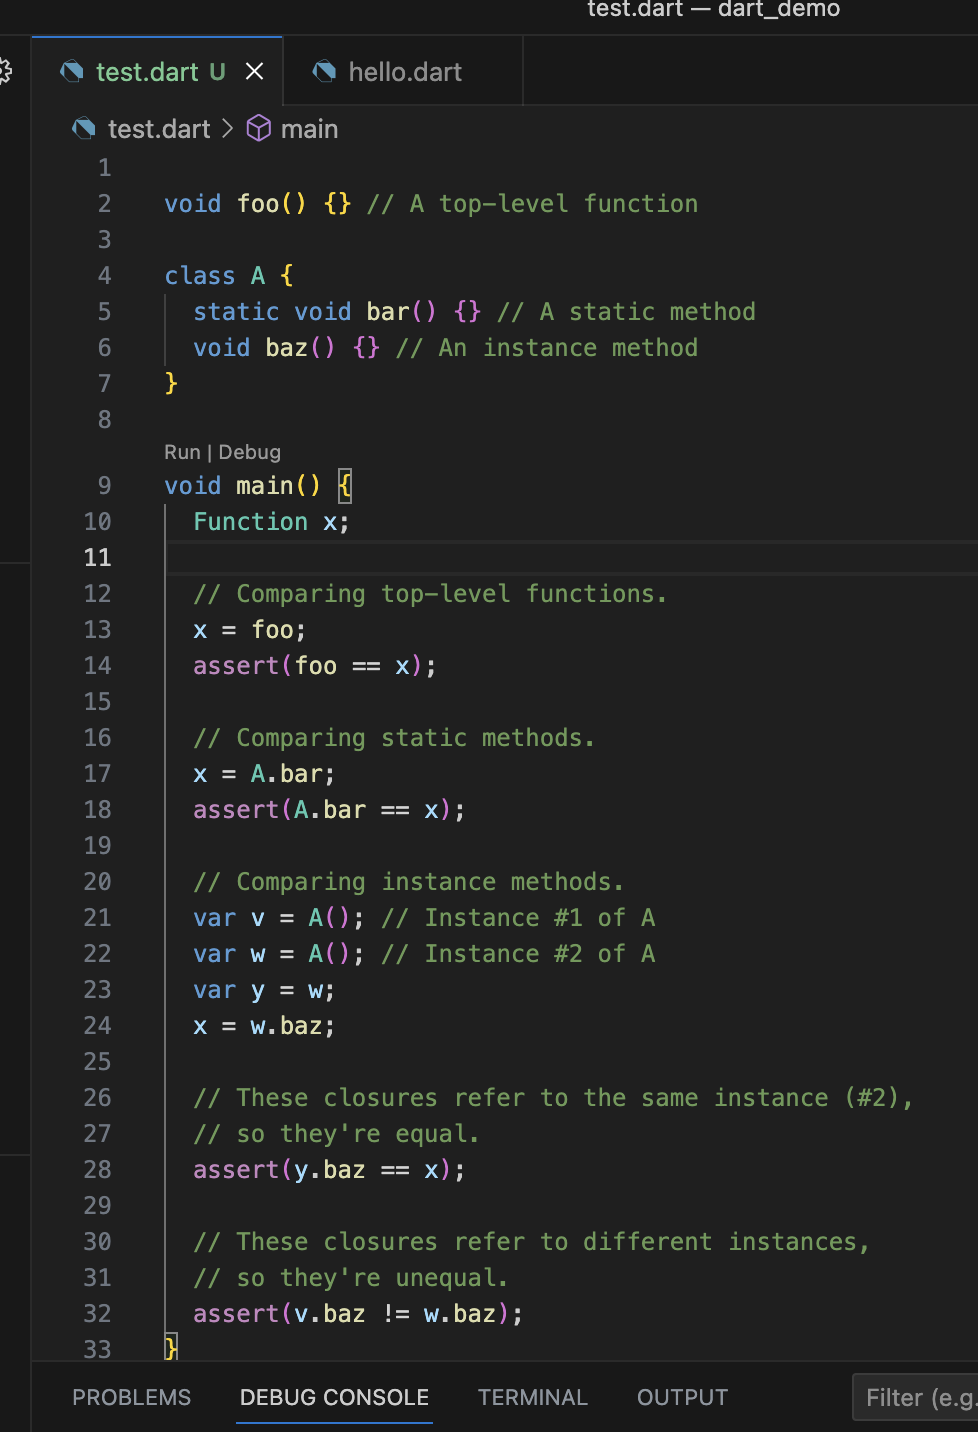 test.dart — dart_demo
test.dart U
hello.dart
test.dart > main
1
2 void foo() {} // A top-level function
3
4 class A {
5 static void bar() {} // A static method
6 void baz() {} // An instance method
7 }
8
Run | Debug
9 void main() {
10 Function x;
11
12 // Comparing top-level functions.
13 x = foo;
14 assert(foo == x);
15
16 // Comparing static methods.
17 x = A.bar;
18 assert(A.bar == x);
19
20 // Comparing instance methods.
21 var v = A(); // Instance #1 of A
22 var w = A(); // Instance #2 of A
23 var y = w;
24 x = w.baz;
25
26 // These closures refer to the same instance (#2),
27 // so they're equal.
28 assert(y.baz == x);
29
30 // These closures refer to different instances,
31 // so they're unequal.
32 assert(v.baz != w.baz);
33 }
PROBLEMS DEBUG CONSOLE TERMINAL OUTPUT Filter (e.g.